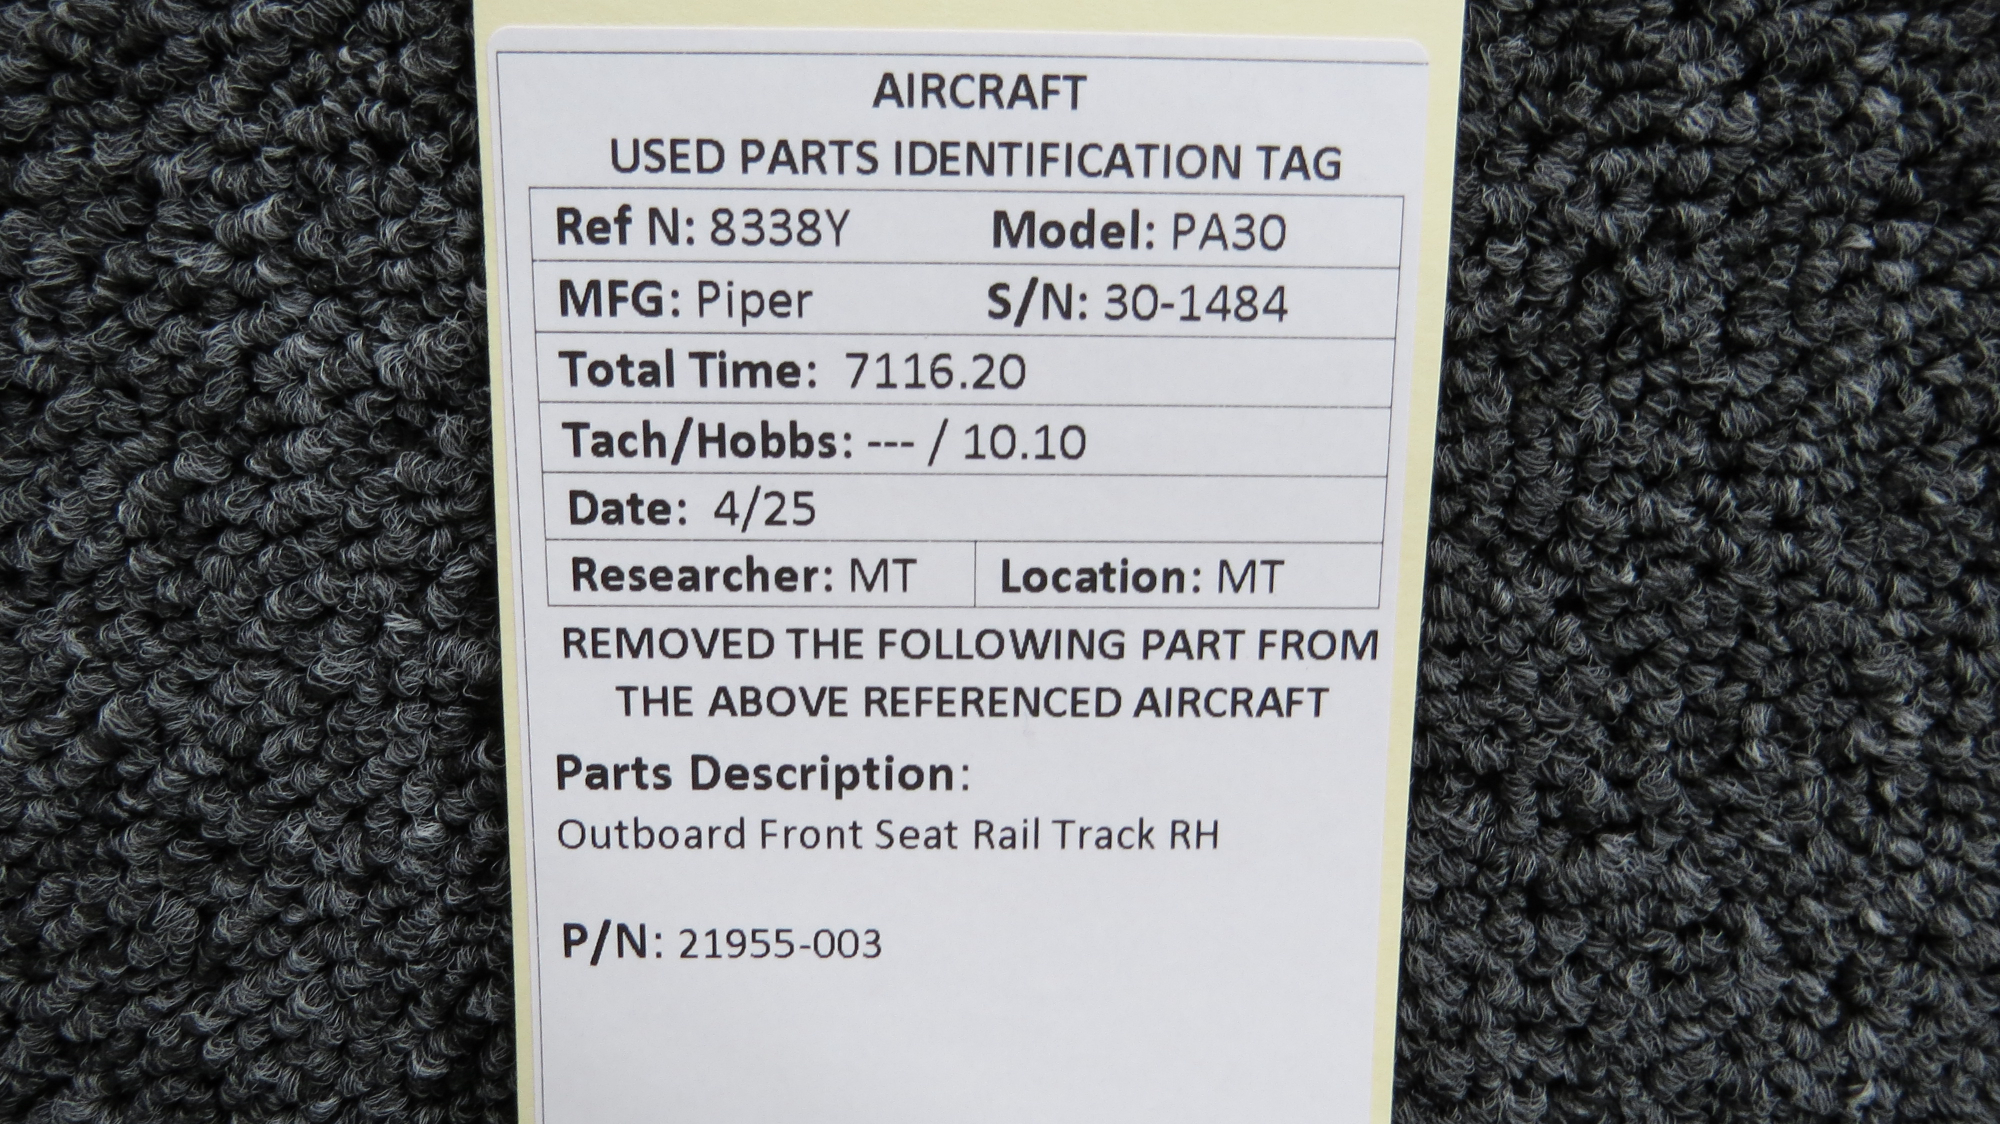 AIRCRAFT
USED PARTS IDENTIFICATION TAG
Ref N: 8338Y Model: PA30
MFG: Piper S/N: 30-1484
Total Time: 7116.20
Tach/Hobbs: --- / 10.10
Date: 4/25
Researcher: MT Location: MT
REMOVED THE FOLLOWING PART FROM
THE ABOVE REFERENCED AIRCRAFT
Parts Description:
Outboard Front Seat Rail Track RH
P/N: 21955-003